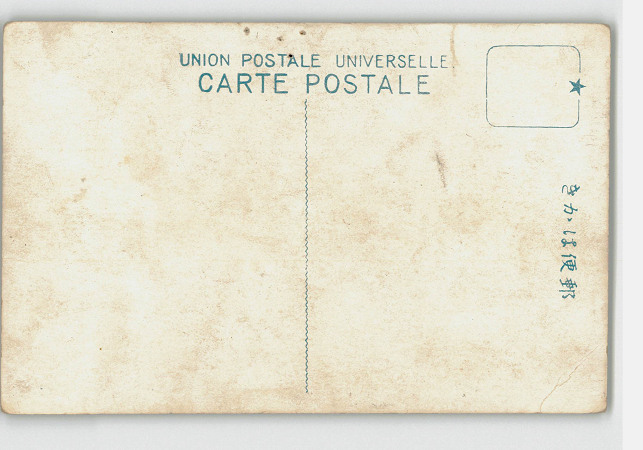 UNION POSTALE UNIVERSELLE
CARTE POSTALE
郵便はかき